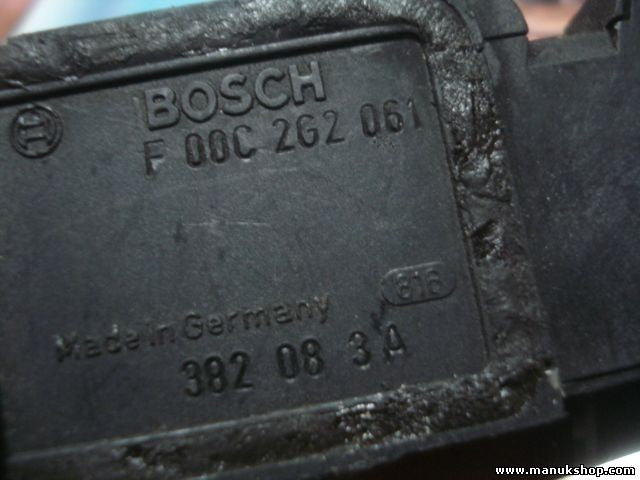 BOSCH
F 00C 2G2 061
816
Made in Germany
382 08 3A
www.manukshop.com